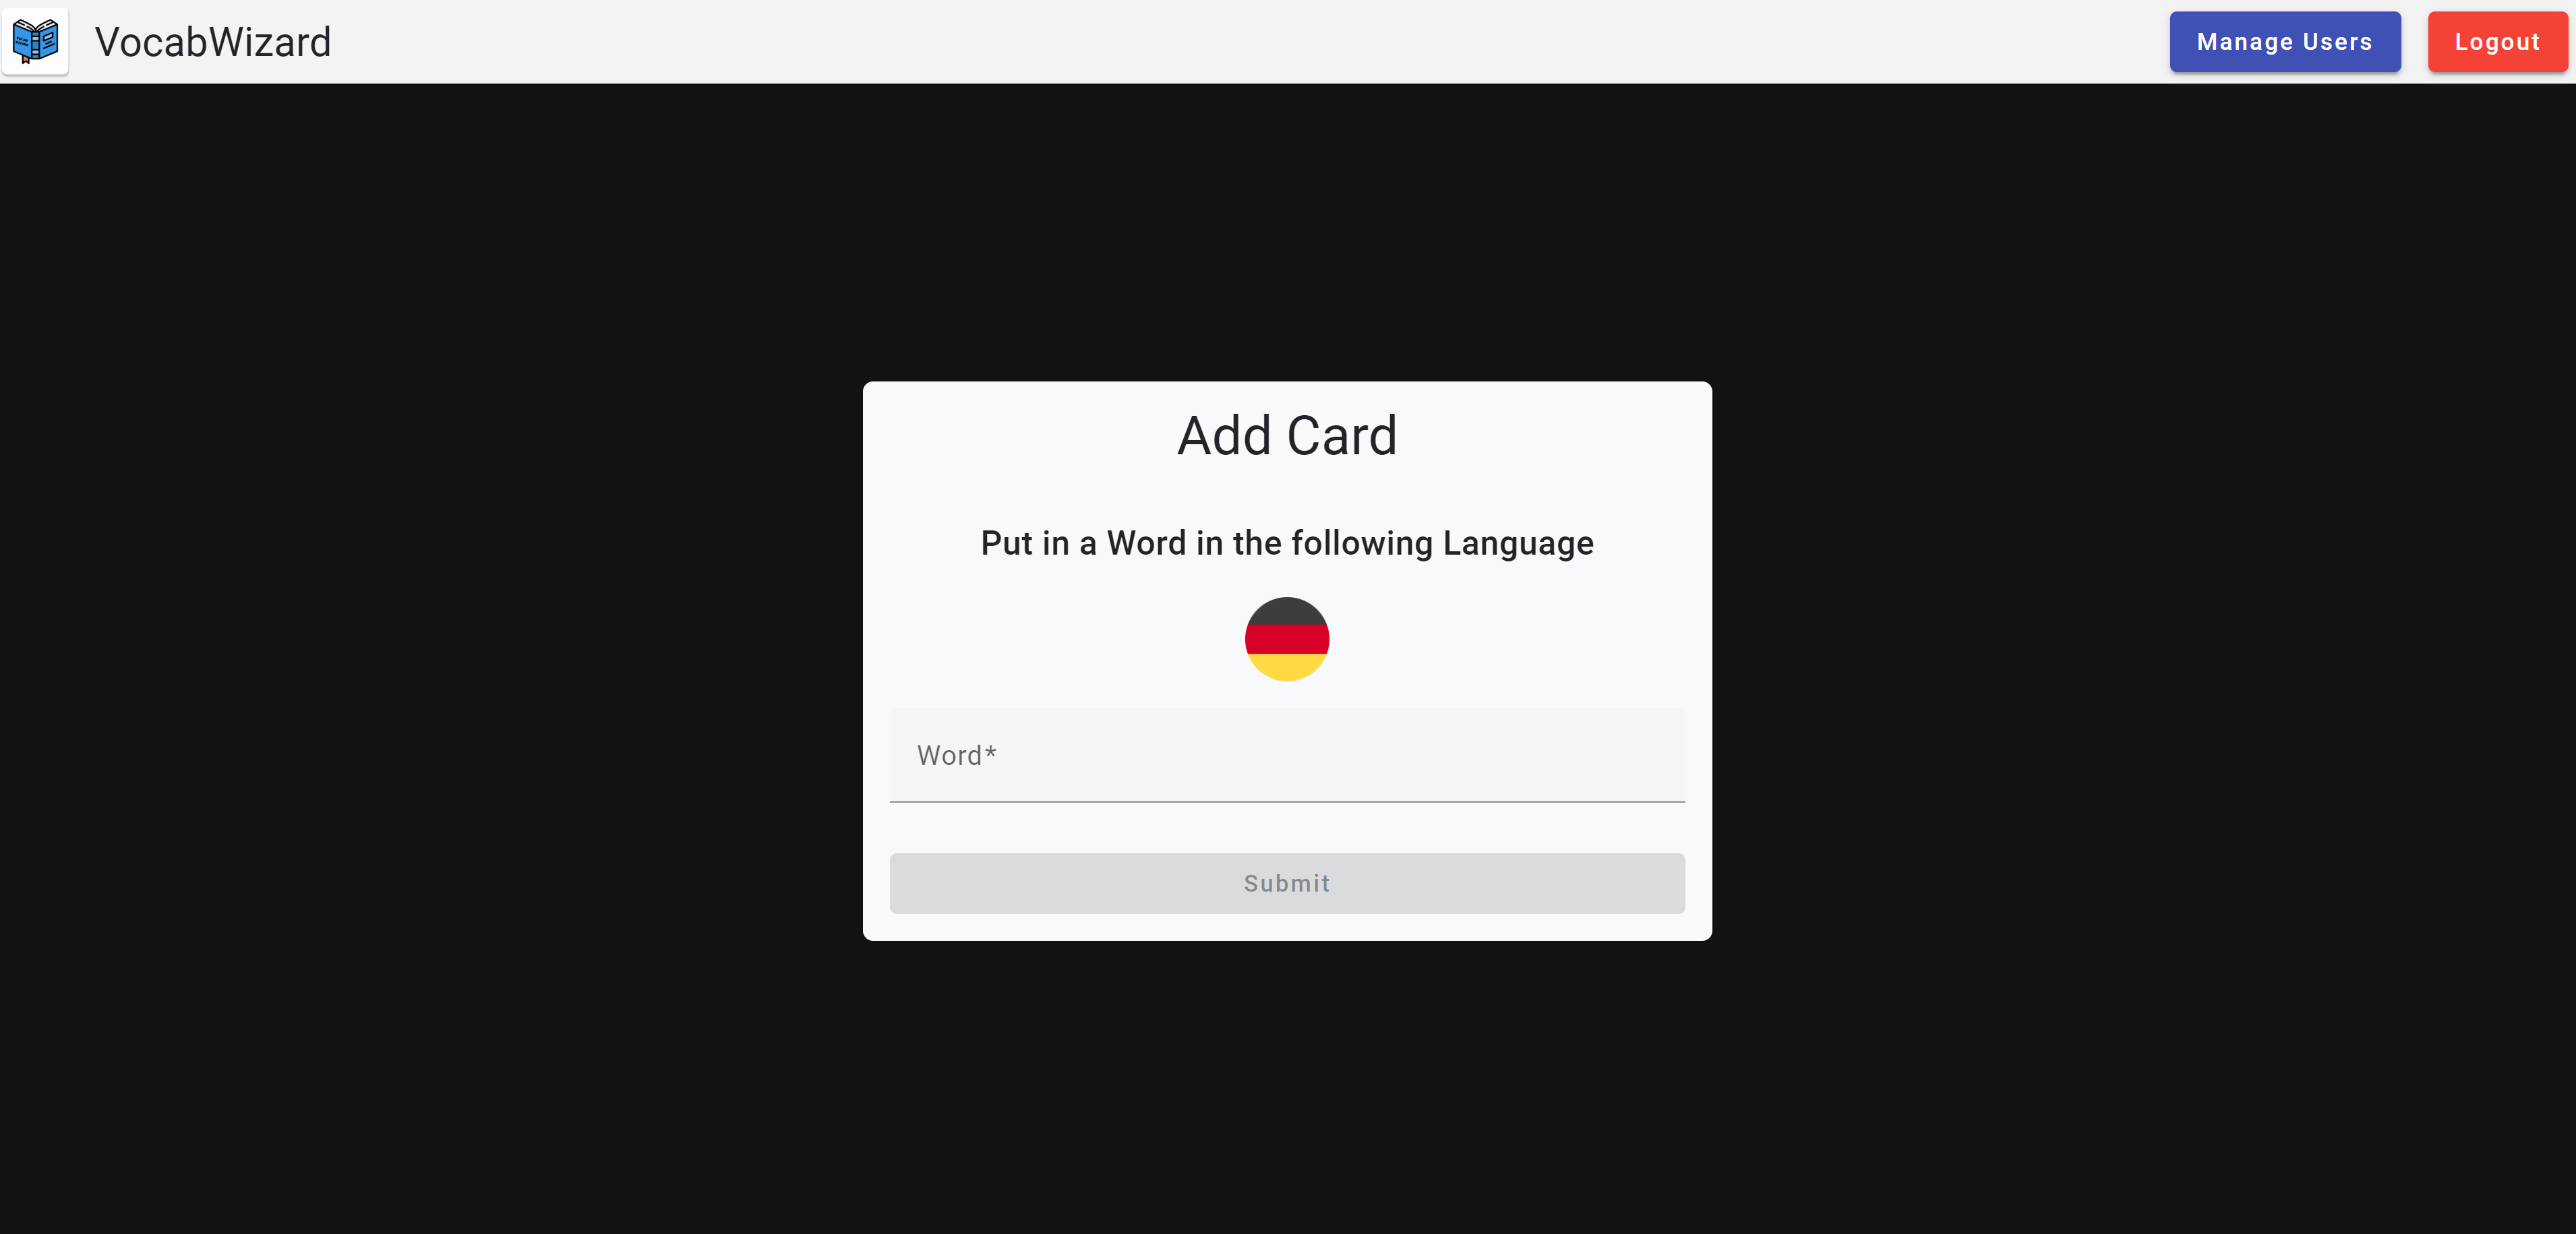 VocabWizard
Manage Users
Logout
Add Card
Put in a Word in the following Language
Word*
Submit